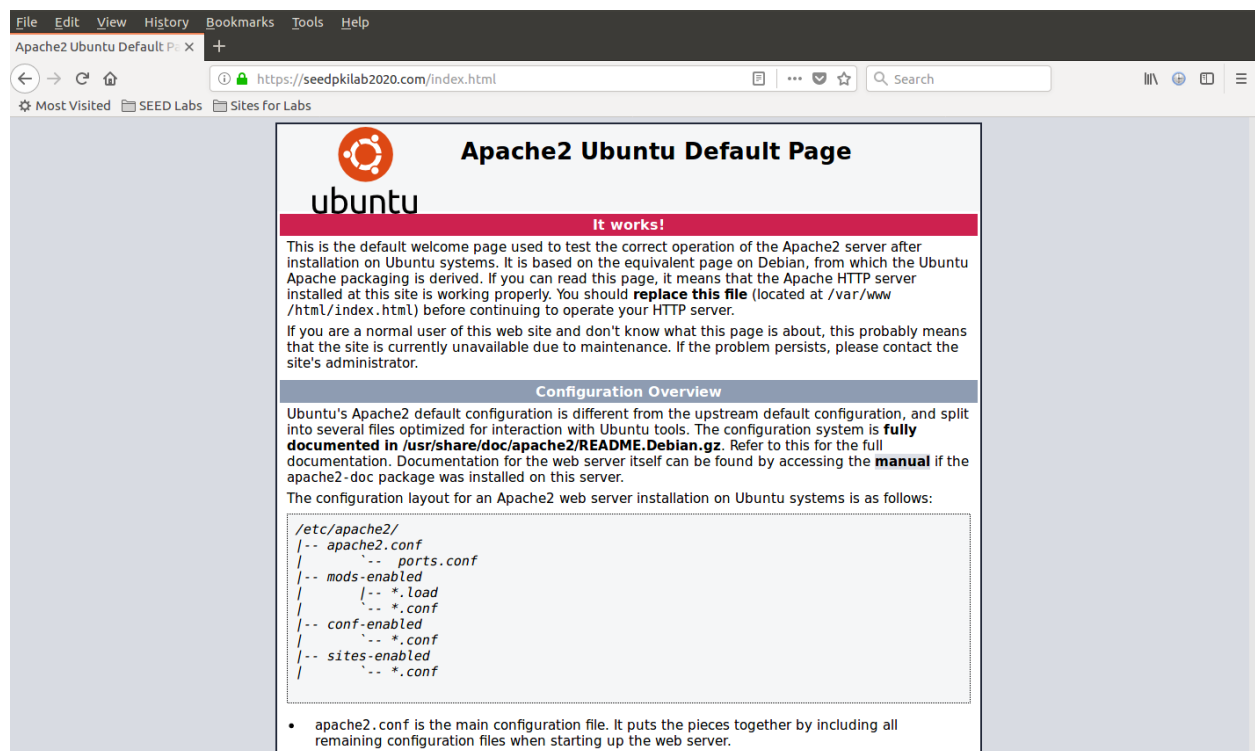 File Edit View History Bookmarks Tools Help
Apache2 Ubuntu Default Pa
https://seedpkilab2020.com/index.html
Search
Most Visited SEED Labs Sites for Labs
Apache2 Ubuntu Default Page
ubuntu
It works!
This is the default welcome page used to test the correct operation of the Apache2 server after
installation on Ubuntu systems. It is based on the equivalent page on Debian, from which the Ubuntu
Apache packaging is derived. If you can read this page, it means that the Apache HTTP server
installed at this site is working properly. You should replace this file (located at /var/www
/html/index.html) before continuing to operate your HTTP server.
If you are a normal user of this web site and don't know what this page is about, this probably means
that the site is currently unavailable due to maintenance. If the problem persists, please contact the
site's administrator.
Configuration Overview
Ubuntu's Apache2 default configuration is different from the upstream default configuration, and split
into several files optimized for interaction with Ubuntu tools. The configuration system is fully
documented in /usr/share/doc/apache2/README.Debian.gz. Refer to this for the full
documentation. Documentation for the web server itself can be found by accessing the manual if the
apache2-doc package was installed on this server.
The configuration layout for an Apache2 web server installation on Ubuntu systems is as follows:
/etc/apache2/
|-- apache2.conf
|       `--  ports.conf
|-- mods-enabled
|       |-- *.load
|       `-- *.conf
|-- conf-enabled
|       `-- *.conf
|-- sites-enabled
|       `-- *.conf
• apache2.conf is the main configuration file. It puts the pieces together by including all
remaining configuration files when starting up the web server.